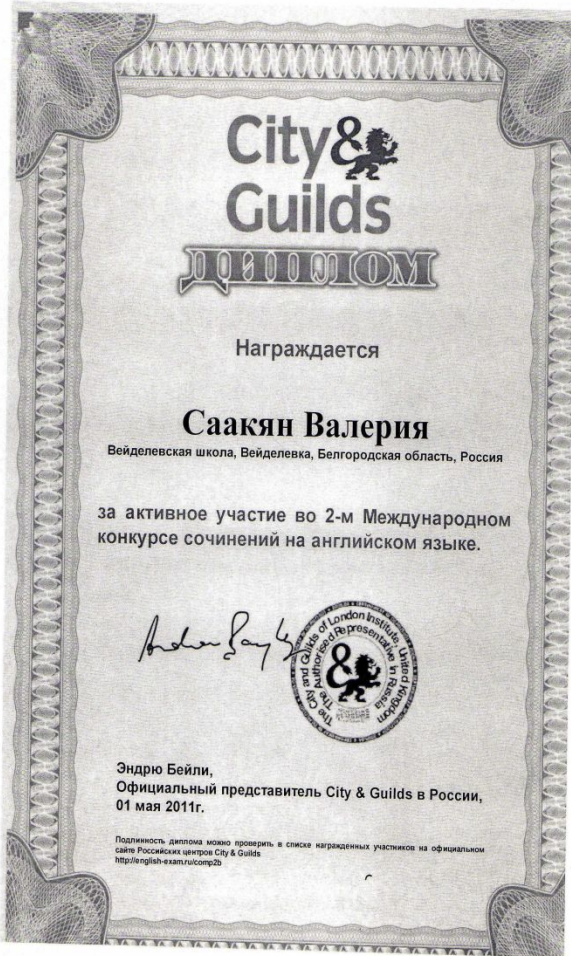 City&
Guilds
ДИПЛОМ
Награждается
Саакян Валерия
Вейделевская школа, Вейделевка, Белгородская область, Россия
за активное участие во 2-м Международном
конкурсе сочинений на английском языке.
The City and Guilds of London Institute, United Kingdom
The Authorised Representative in Russia
&
Эндрю Бейли,
Официальный представитель City & Guilds в России,
01 мая 2011г.
Подлинность диплома можно проверить в списке награжденных участников на официальном
сайте Российских центров City & Guilds
http://english-exam.ru/comp2b